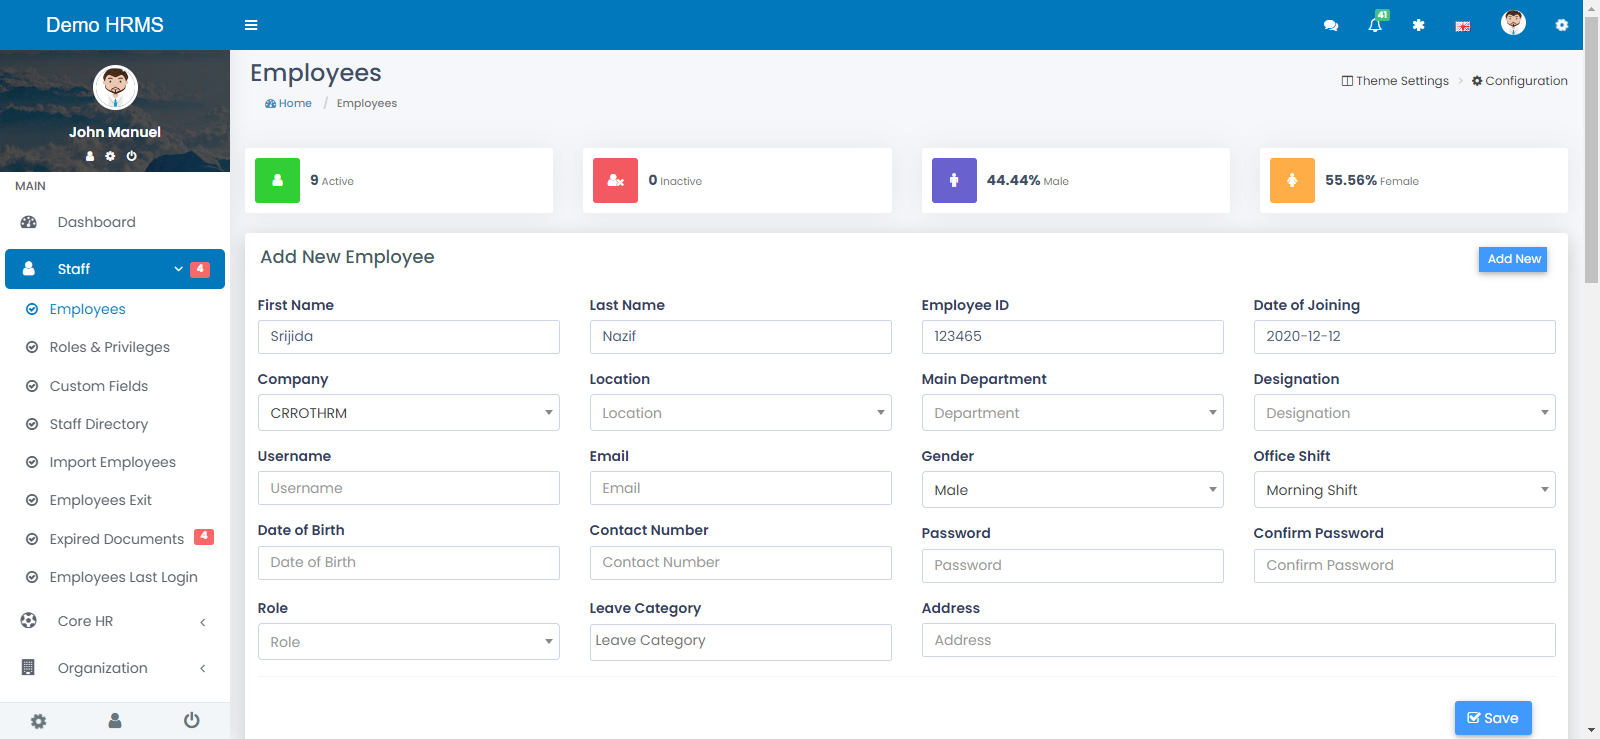 Demo HRMS
41
John Manuel
MAIN
Dashboard
Staff 4
Employees
Roles & Privileges
Custom Fields
Staff Directory
Import Employees
Employees Exit
Expired Documents 4
Employees Last Login
Core HR
Organization
Employees
Home / Employees
Theme Settings > Configuration
9 Active
0 Inactive
44.44% Male
55.56% Female
Add New Employee
Add New
First Name Last Name Employee ID Date of Joining
Srijida Nazif 123465 2020-12-12
Company Location Main Department Designation
CRROTHRM Location Department Designation
Username Email Gender Office Shift
Username Email Male Morning Shift
Date of Birth Contact Number Password Confirm Password
Date of Birth Contact Number Password Confirm Password
Role Leave Category Address
Role Leave Category Address
Save